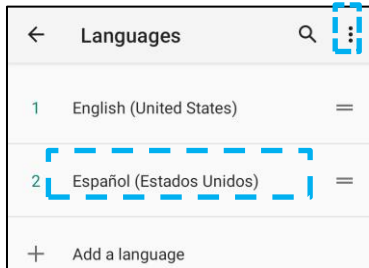 Languages
1 English (United States)
2 Español (Estados Unidos)
Add a language